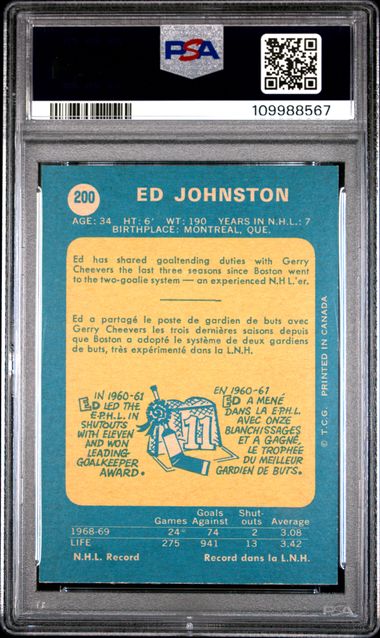 PSA
109988567
200
ED JOHNSTON
AGE: 34 HT: 6' WT: 190 YEARS IN N.H.L.: 7
BIRTHPLACE: MONTREAL, QUE.
Ed has shared goaltending duties with Gerry
Cheevers the last three seasons since Boston went
to the two-goalie system — an experienced N.H L.'er.
Ed a partagé le poste de gardien de buts avec
Gerry Cheevers les trois dernières saisons depuis
que Boston a adopté le système de deux gardiens
de buts, très expérimenté dans la L.N.H.
IN 1960-61
ED LED THE
E.P.H.L. IN
SHUTOUTS
WITH ELEVEN
AND WON
LEADING
GOALKEEPER
AWARD.
11
EN 1960-61
ED A MENÉ
DANS LA E.P.H.L.
AVEC ONZE
BLANCHISSAGES
ET A GAGNÉ,
LE TROPHÉE
DU MEILLEUR
GARDIEN DE BUTS.
© T.C.G. PRINTED IN CANADA
Goals Shut-
Games Against outs Average
1968-69 24 74 2 3.08
LIFE 275 941 13 3.42
N.H.L. Record Record dans la L.N.H.
PSA